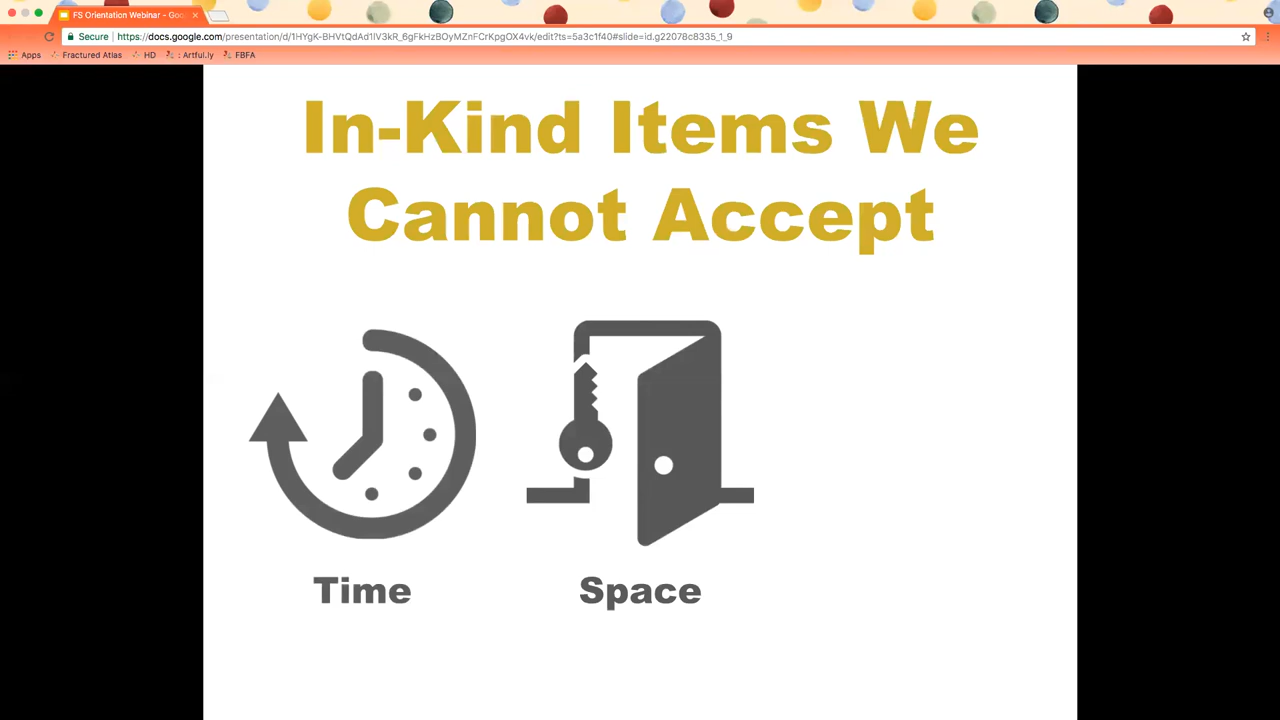 FS Orientation Webinar - Goo
Secure
https://docs.google.com/presentation/d/1HYgK-BHVtQdAd1IV3kR_6gFkHzBOyMZnFCrKpgOX4vk/edit?ts=5a3c1f40#slide=id.g22078c8335_1_9
Apps
Fractured Atlas
HD
: Artful.ly
FBFA
In-Kind Items We
Cannot Accept
Time
Space